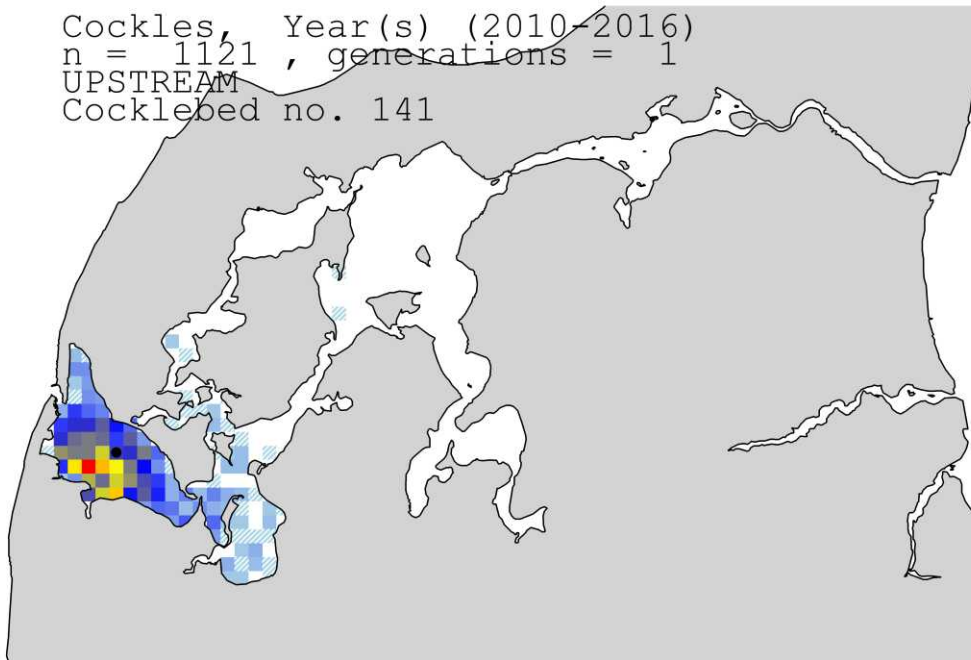 Cockles, Year(s) (2010-2016)
n = 1121 , generations = 1
UPSTREAM
Cocklebed no. 141